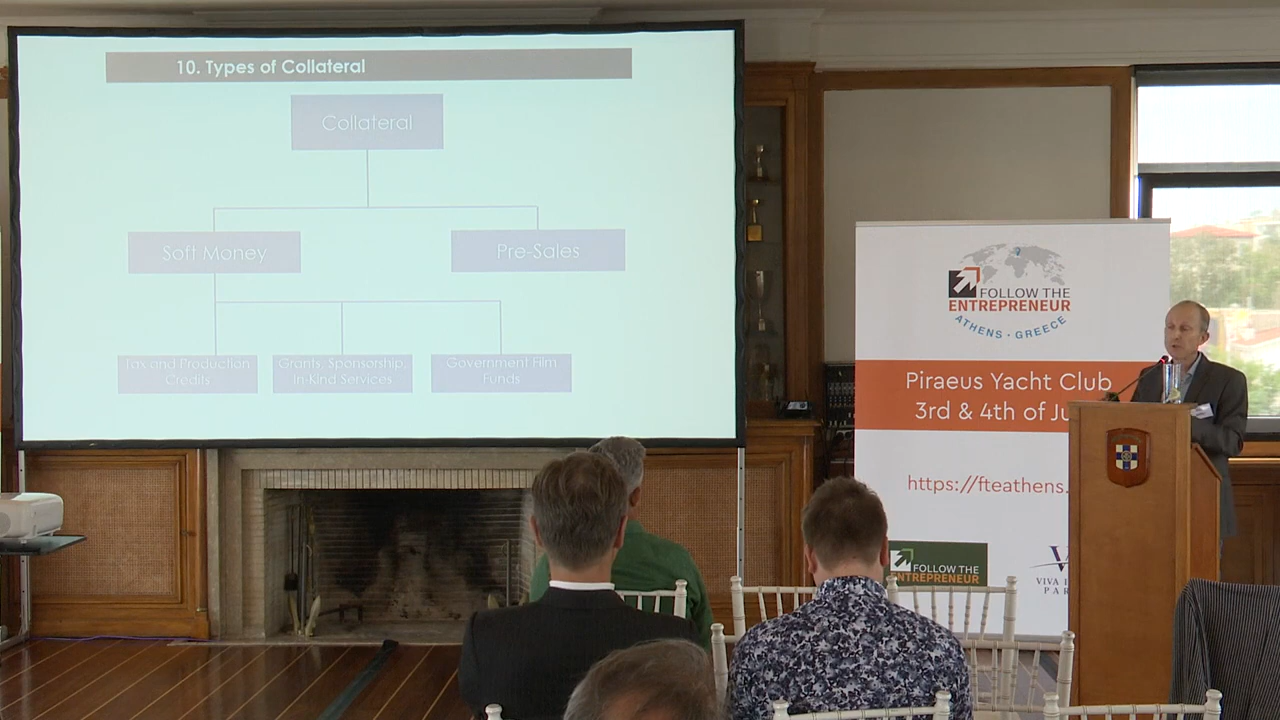 10. Types of Collateral
Collateral
Soft Money
Pre-Sales
Tax and Production
Credits
Grants, Sponsorship,
In-Kind Services
Government Film
Funds
FOLLOW THE
ENTREPRENEUR
ATHENS · GREECE
Piraeus Yacht Club
3rd & 4th of Ju
https://fteathens.
FOLLOW THE
ENTREPRENEUR
VIVA
PAR